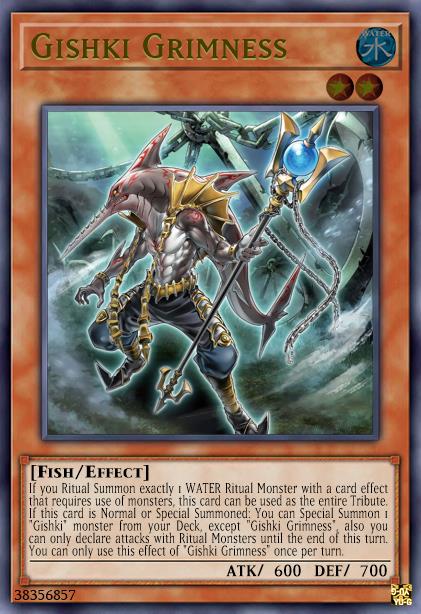 Gishki Grimness
WATER
水
[Fish/Effect]
If you Ritual Summon exactly 1 WATER Ritual Monster with a card effect
that requires use of monsters, this card can be used as the entire Tribute.
If this card is Normal or Special Summoned: You can Special Summon 1
"Gishki" monster from your Deck, except "Gishki Grimness", also you
can only declare attacks with Ritual Monsters until the end of this turn.
You can only use this effect of "Gishki Grimness" once per turn.
ATK/ 600 DEF/ 700
38356857